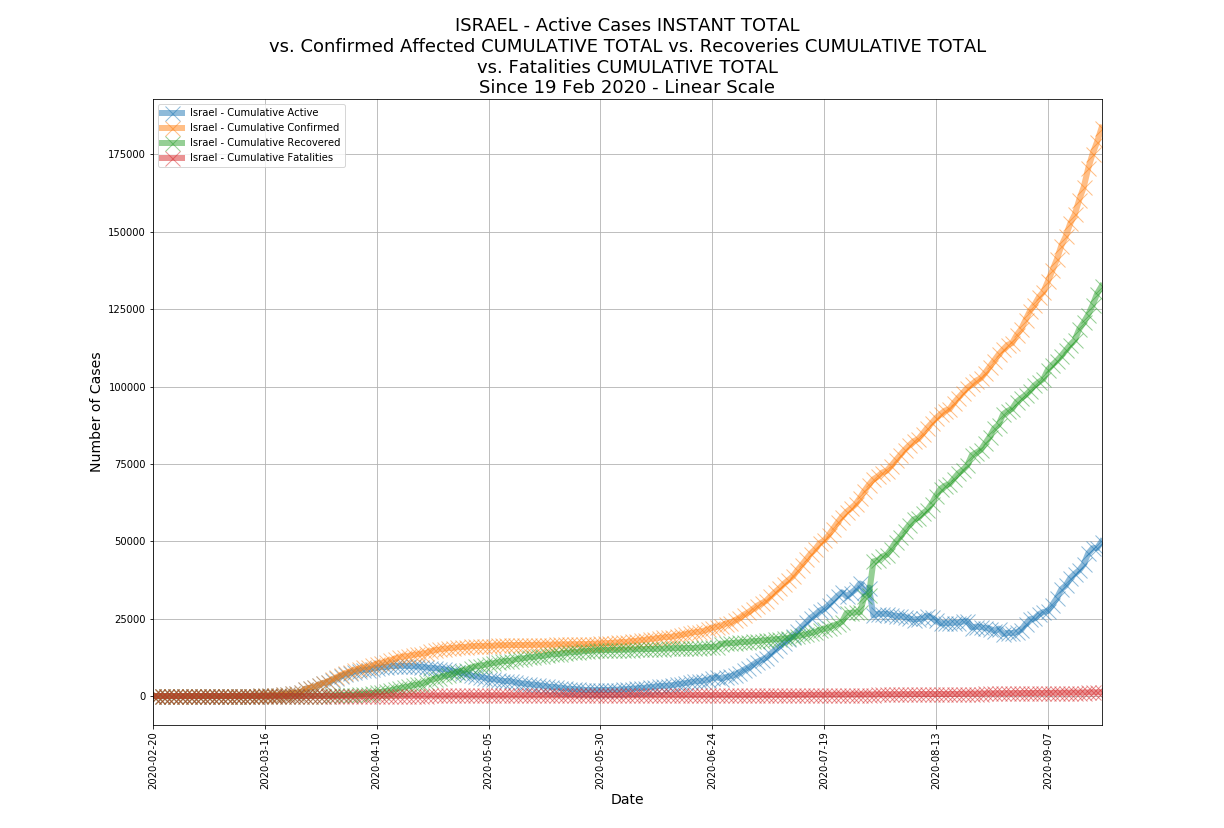 ISRAEL - Active Cases INSTANT TOTAL
vs. Confirmed Affected CUMULATIVE TOTAL vs. Recoveries CUMULATIVE TOTAL
vs. Fatalities CUMULATIVE TOTAL
Since 19 Feb 2020 - Linear Scale
Israel - Cumulative Active
Israel - Cumulative Confirmed
Israel - Cumulative Recovered
Israel - Cumulative Fatalities
175000
150000
125000
100000
75000
50000
25000
0
Number of Cases
2020-02-20
2020-03-16
2020-04-10
2020-05-05
2020-05-30
2020-06-24
2020-07-19
2020-08-13
2020-09-07
Date